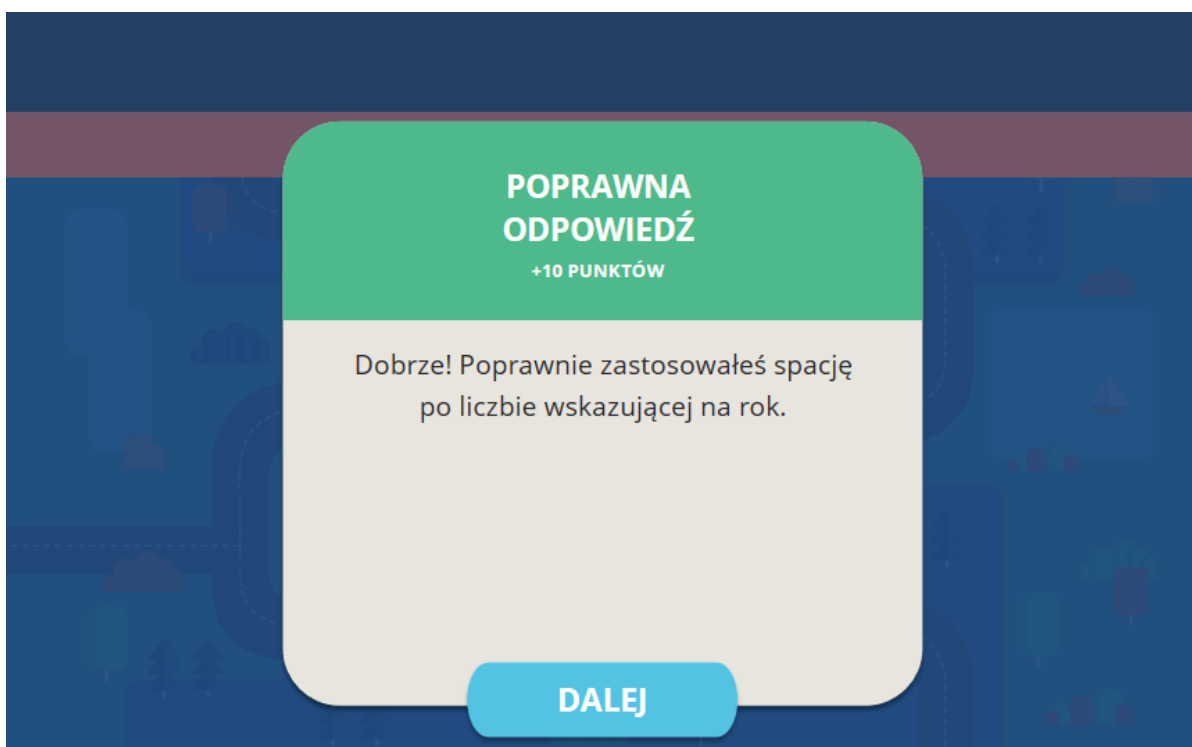 POPRAWNA
ODPOWIEDŹ
+10 PUNKTÓW
Dobrze! Poprawnie zastosowałeś spację
po liczbie wskazującej na rok.
DALEJ